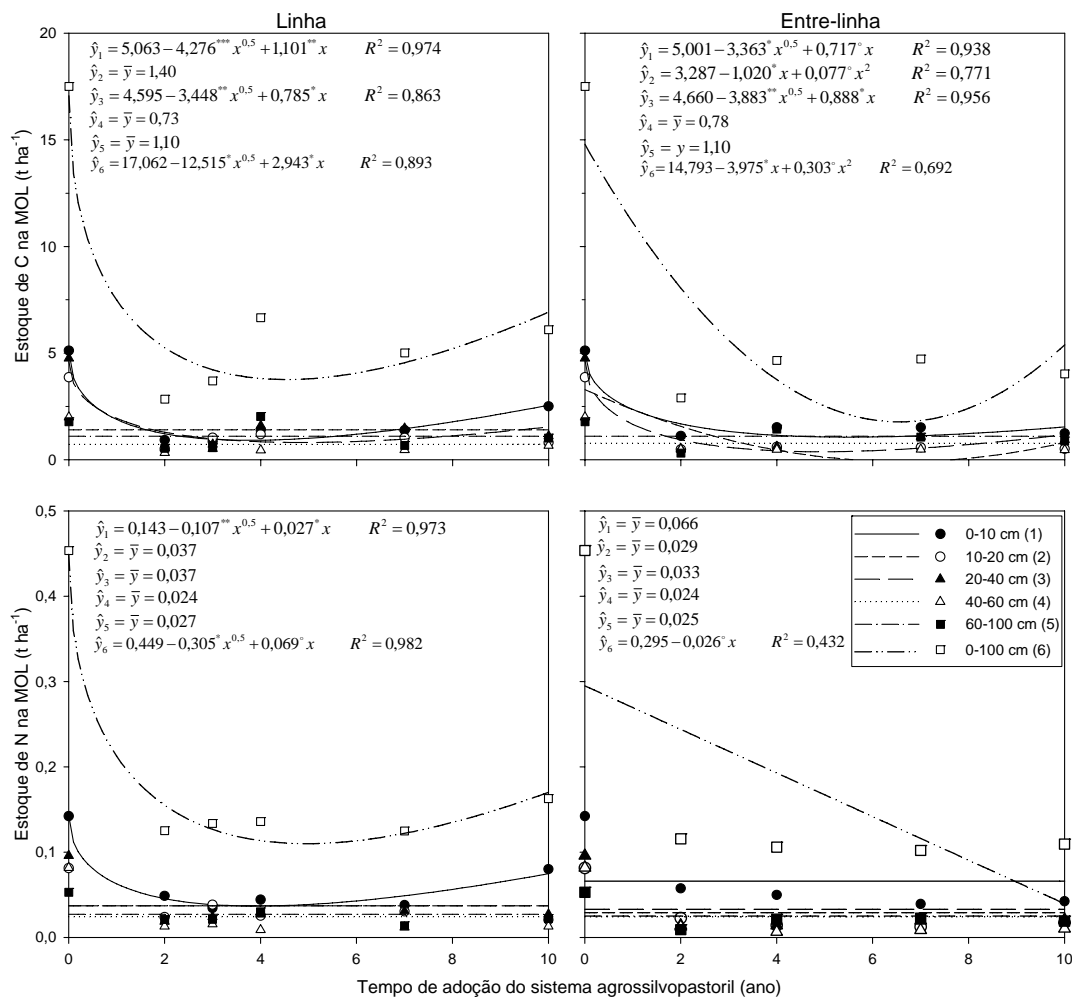 Linha
Entre-linha
Estoque de C na MOL (t ha⁻¹)
20
15
10
5
0
ŷ₁ = 5,063 – 4,276*** x^0,5 + 1,101** x R² = 0,974
ŷ₂ = ȳ = 1,40
ŷ₃ = 4,595 – 3,448** x^0,5 + 0,785* x R² = 0,863
ŷ₄ = ȳ = 0,73
ŷ₅ = ȳ = 1,10
ŷ₆ = 17,062 – 12,515* x^0,5 + 2,943* x R² = 0,893
ŷ₁ = 5,001 – 3,363* x^0,5 + 0,717° x R² = 0,938
ŷ₂ = 3,287 – 1,020* x + 0,077° x² R² = 0,771
ŷ₃ = 4,660 – 3,883** x^0,5 + 0,888* x R² = 0,956
ŷ₄ = ȳ = 0,78
ŷ₅ = y = 1,10
ŷ₆ = 14,793 – 3,975* x + 0,303° x² R² = 0,692
Estoque de N na MOL (t ha⁻¹)
0,5
0,4
0,3
0,2
0,1
0,0
ŷ₁ = 0,143 – 0,107** x^0,5 + 0,027* x R² = 0,973
ŷ₂ = ȳ = 0,037
ŷ₃ = ȳ = 0,037
ŷ₄ = ȳ = 0,024
ŷ₅ = ȳ = 0,027
ŷ₆ = 0,449 – 0,305* x^0,5 + 0,069° x R² = 0,982
ŷ₁ = ȳ = 0,066
ŷ₂ = ȳ = 0,029
ŷ₃ = ȳ = 0,033
ŷ₄ = ȳ = 0,024
ŷ₅ = ȳ = 0,025
ŷ₆ = 0,295 – 0,026° x R² = 0,432
0-10 cm (1)
10-20 cm (2)
20-40 cm (3)
40-60 cm (4)
60-100 cm (5)
0-100 cm (6)
0 2 4 6 8 10
0 2 4 6 8 10
Tempo de adoção do sistema agrossilvopastoril (ano)